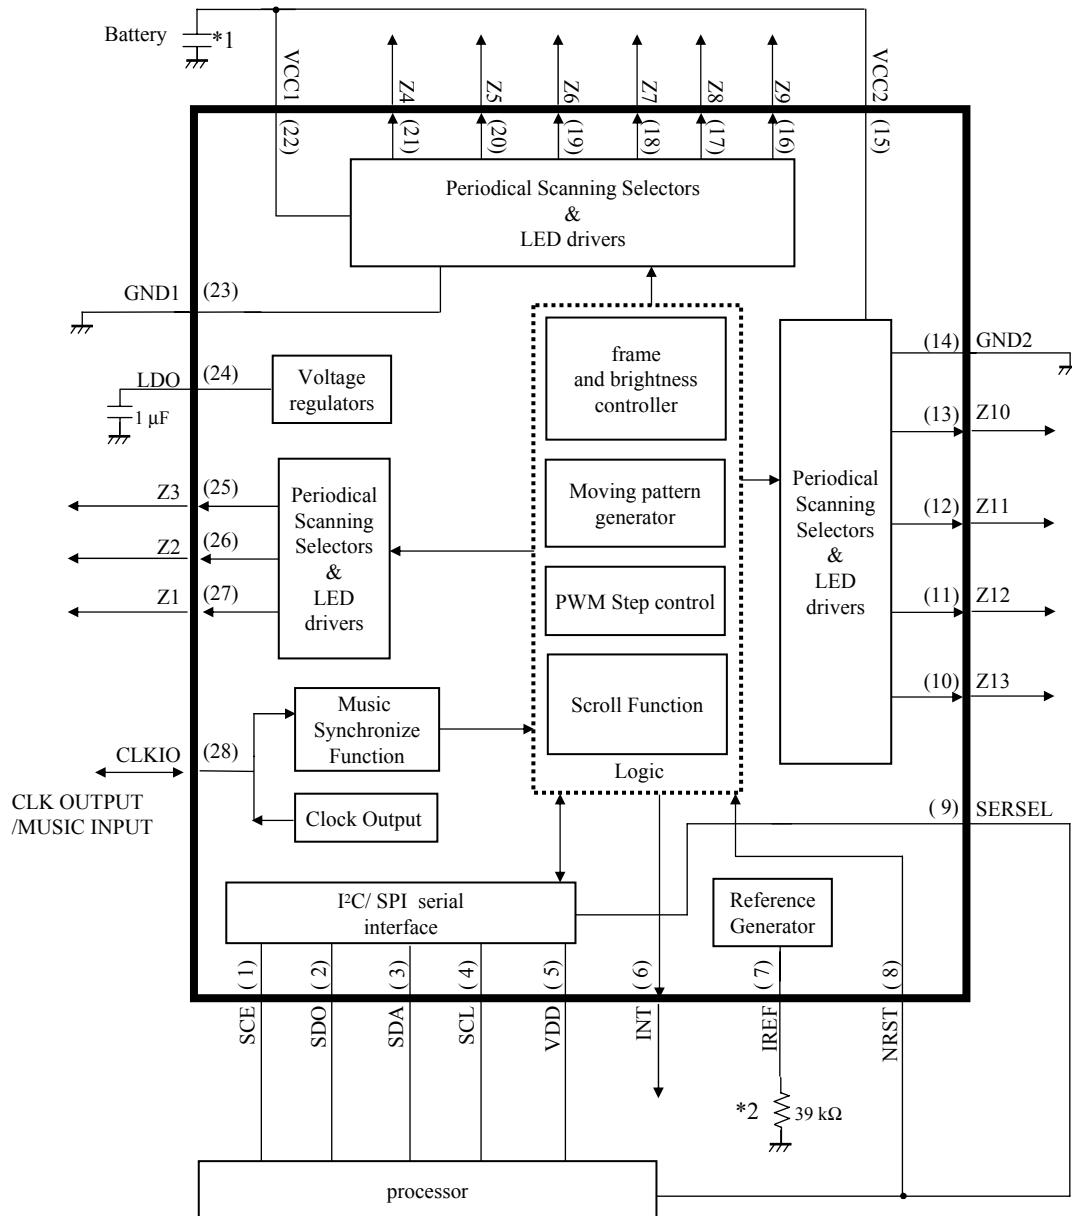 Battery
*1
VCC1
Z4
Z5
Z6
Z7
Z8
Z9
VCC2
(22)
(21)
(20)
(19)
(18)
(17)
(16)
(15)
Periodical Scanning Selectors
&
LED drivers
GND1
(23)
(14)
GND2
LDO
(24)
Voltage
regulators
1 µF
frame
and brightness
controller
(13)
Z10
Z3
(25)
Z2
(26)
Z1
(27)
Periodical
Scanning
Selectors
&
LED
drivers
Moving pattern
generator
PWM Step control
Scroll Function
Logic
Periodical
Scanning
Selectors
&
LED
drivers
(12)
Z11
(11)
Z12
(10)
Z13
CLKIO
(28)
CLK OUTPUT
/MUSIC INPUT
Music
Synchronize
Function
Clock Output
( 9)
SERSEL
I²C/ SPI serial
interface
Reference
Generator
( 1)
( 2)
( 3)
( 4)
( 5)
( 6)
( 7)
( 8)
SCE
SDO
SDA
SCL
VDD
INT
IREF
NRST
*2
39 kΩ
processor